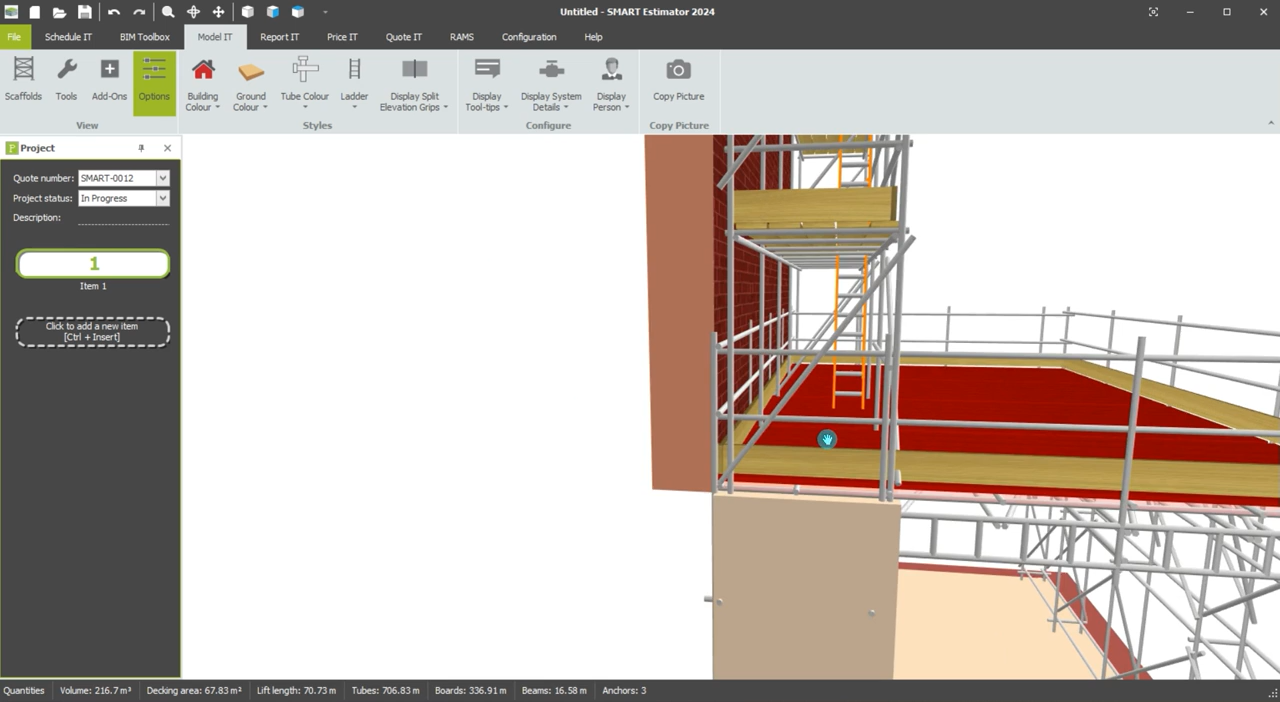 Untitled - SMART Estimator 2024
File Schedule IT BIM Toolbox Model IT Report IT Price IT Quote IT RAMS Configuration Help
Scaffolds Tools Add-Ons Options
Building Colour Ground Colour Tube Colour Ladder Display Split Elevation Grips
Display Tool-tips Display System Details Display Person Copy Picture
View Styles Configure Copy Picture
Project
Quote number: SMART-0012
Project status: In Progress
Description:
1
Item 1
Click to add a new item
[Ctrl + Insert]
Quantities Volume: 216.7 m³ Decking area: 67.83 m² Lift length: 70.73 m Tubes: 706.83 m Boards: 336.91 m Beams: 16.58 m Anchors: 3